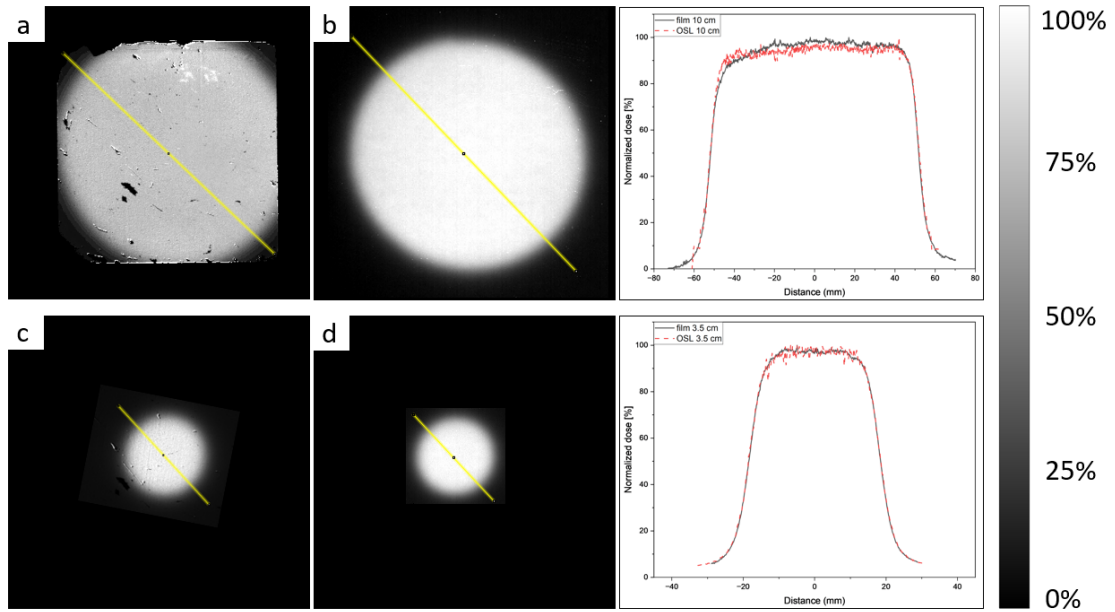 a
b
film 10 cm
OSL 10 cm
Normalized dose [%]
100
80
60
40
20
0
−80 −60 −40 −20 0 20 40 60 80
Distance (mm)
100%
75%
50%
25%
0%
c
d
film 3.5 cm
OSL 3.5 cm
Normalized dose [%]
100
80
60
40
20
0
−40 −20 0 20 40
Distance (mm)